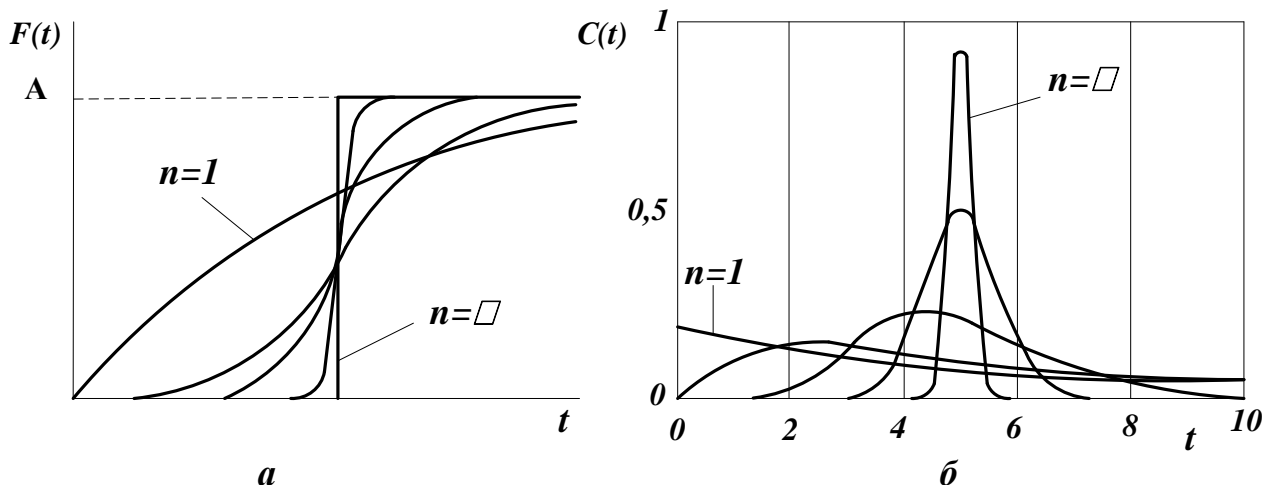 F(t)
A
n=1
n=▯
t
а
C(t)
1
0,5
0
n=▯
n=1
0 2 4 6 8 10
t
б